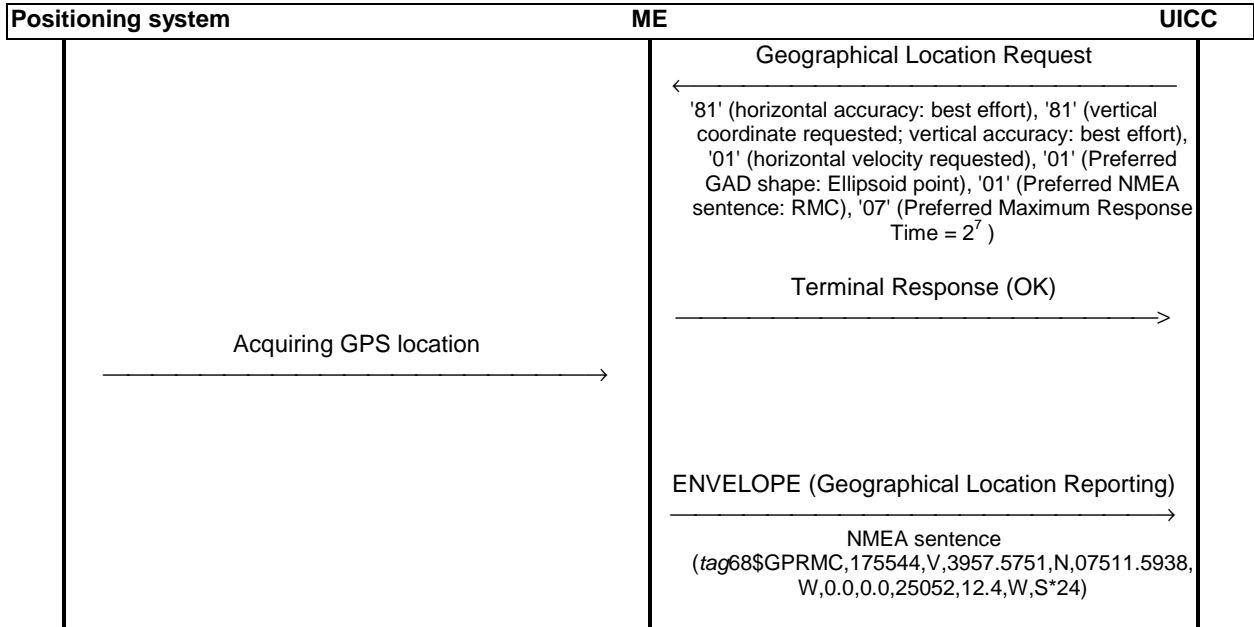 Positioning system ME UICC
Geographical Location Request
'81' (horizontal accuracy: best effort), '81' (vertical
coordinate requested; vertical accuracy: best effort),
'01' (horizontal velocity requested), '01' (Preferred
GAD shape: Ellipsoid point), '01' (Preferred NMEA
sentence: RMC), '07' (Preferred Maximum Response
Time = 2⁷ )
Terminal Response (OK)
Acquiring GPS location
ENVELOPE (Geographical Location Reporting)
NMEA sentence
(tag68$GPRMC,175544,V,3957.5751,N,07511.5938,
W,0.0,0.0,25052,12.4,W,S*24)